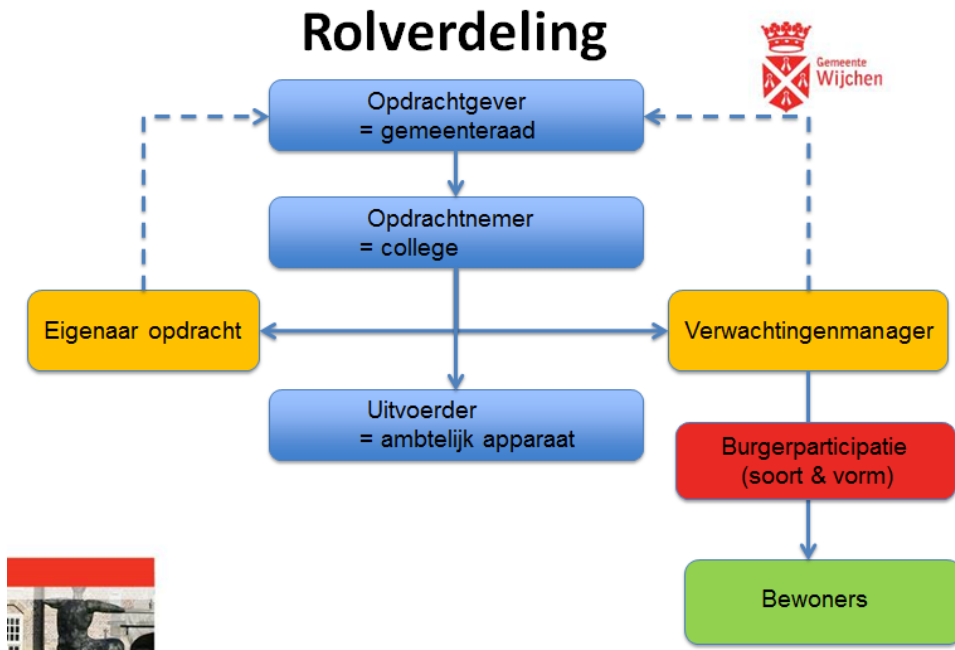 Rolverdeling
Gemeente
Wijchen
Opdrachtgever
= gemeenteraad
Opdrachtnemer
= college
Eigenaar opdracht
Verwachtingenmanager
Uitvoerder
= ambtelijk apparaat
Burgerparticipatie
(soort & vorm)
Bewoners